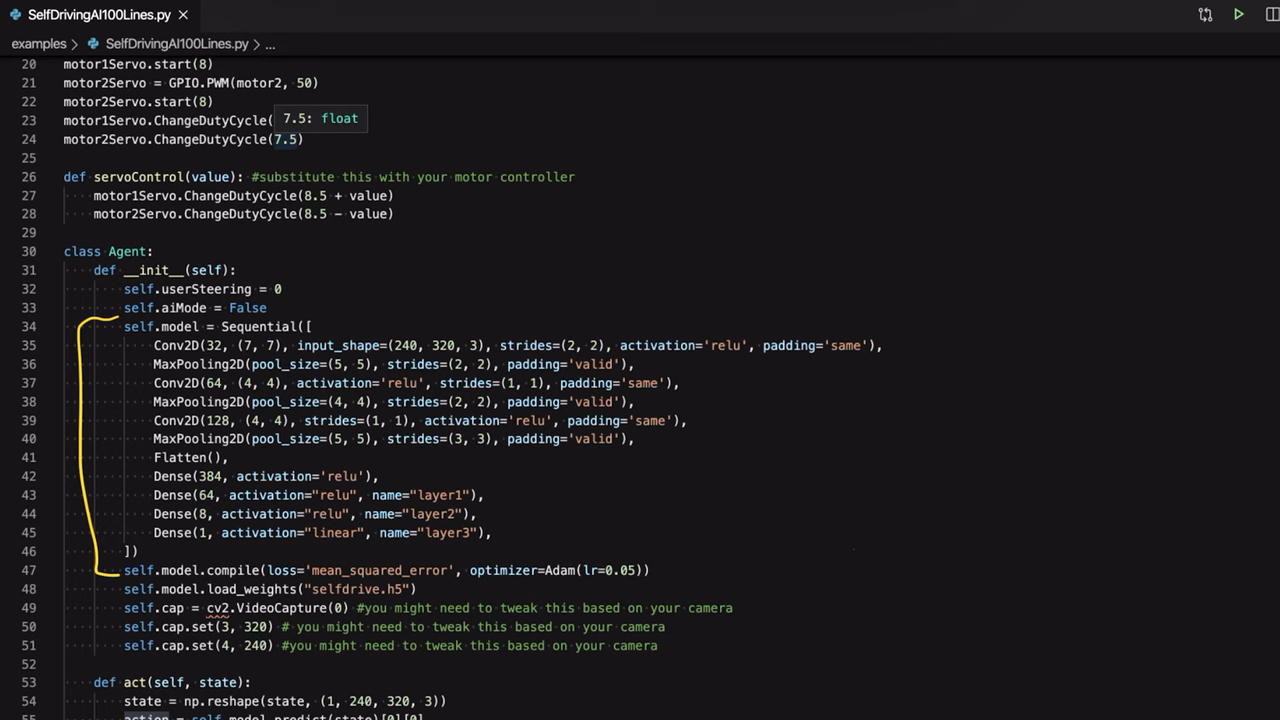 SelfDrivingAI100Lines.py
examples > SelfDrivingAI100Lines.py > ...
20 motor1Servo.start(8)
21 motor2Servo = GPIO.PWM(motor2, 50)
22 motor2Servo.start(8)
7.5: float
23 motor1Servo.ChangeDutyCycle(
24 motor2Servo.ChangeDutyCycle(7.5)
25
26 def servoControl(value): #substitute this with your motor controller
27 motor1Servo.ChangeDutyCycle(8.5 + value)
28 motor2Servo.ChangeDutyCycle(8.5 - value)
29
30 class Agent:
31 def __init__(self):
32 self.userSteering = 0
33 self.aiMode = False
34 self.model = Sequential([
35 Conv2D(32, (7, 7), input_shape=(240, 320, 3), strides=(2, 2), activation='relu', padding='same'),
36 MaxPooling2D(pool_size=(5, 5), strides=(2, 2), padding='valid'),
37 Conv2D(64, (4, 4), activation='relu', strides=(1, 1), padding='same'),
38 MaxPooling2D(pool_size=(4, 4), strides=(2, 2), padding='valid'),
39 Conv2D(128, (4, 4), strides=(1, 1), activation='relu', padding='same'),
40 MaxPooling2D(pool_size=(5, 5), strides=(3, 3), padding='valid'),
41 Flatten(),
42 Dense(384, activation='relu'),
43 Dense(64, activation="relu", name="layer1"),
44 Dense(8, activation="relu", name="layer2"),
45 Dense(1, activation="linear", name="layer3"),
46 ])
47 self.model.compile(loss='mean_squared_error', optimizer=Adam(lr=0.05))
48 self.model.load_weights("selfdrive.h5")
49 self.cap = cv2.VideoCapture(0) #you might need to tweak this based on your camera
50 self.cap.set(3, 320) # you might need to tweak this based on your camera
51 self.cap.set(4, 240) #you might need to tweak this based on your camera
52
53 def act(self, state):
54 state = np.reshape(state, (1, 240, 320, 3))
55 action = self.model.predict(state)[0][0]